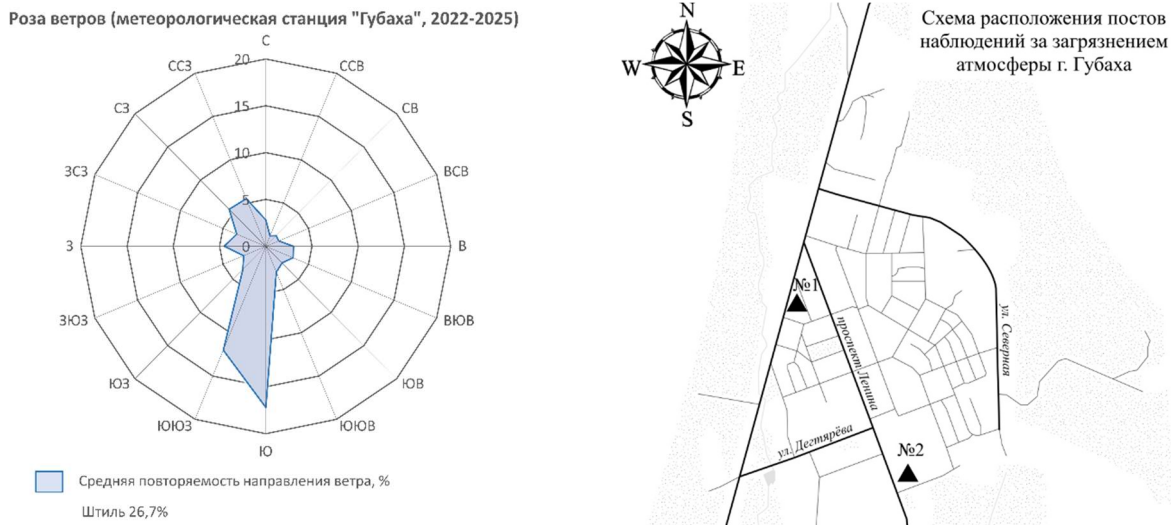 Роза ветров (метеорологическая станция "Губаха", 2022-2025)
С
ССВ
СВ
ВСВ
В
ВЮВ
ЮВ
ЮЮВ
Ю
ЮЮЗ
ЮЗ
ЗЮЗ
З
ЗСЗ
СЗ
ССЗ
20
15
10
5
0
Средняя повторяемость направления ветра, %
Штиль 26,7%
N
W
E
S
Схема расположения постов
наблюдений за загрязнением
атмосферы г. Губаха
№1
проспект Ленина
ул. Северная
ул. Дегтярёва
№2